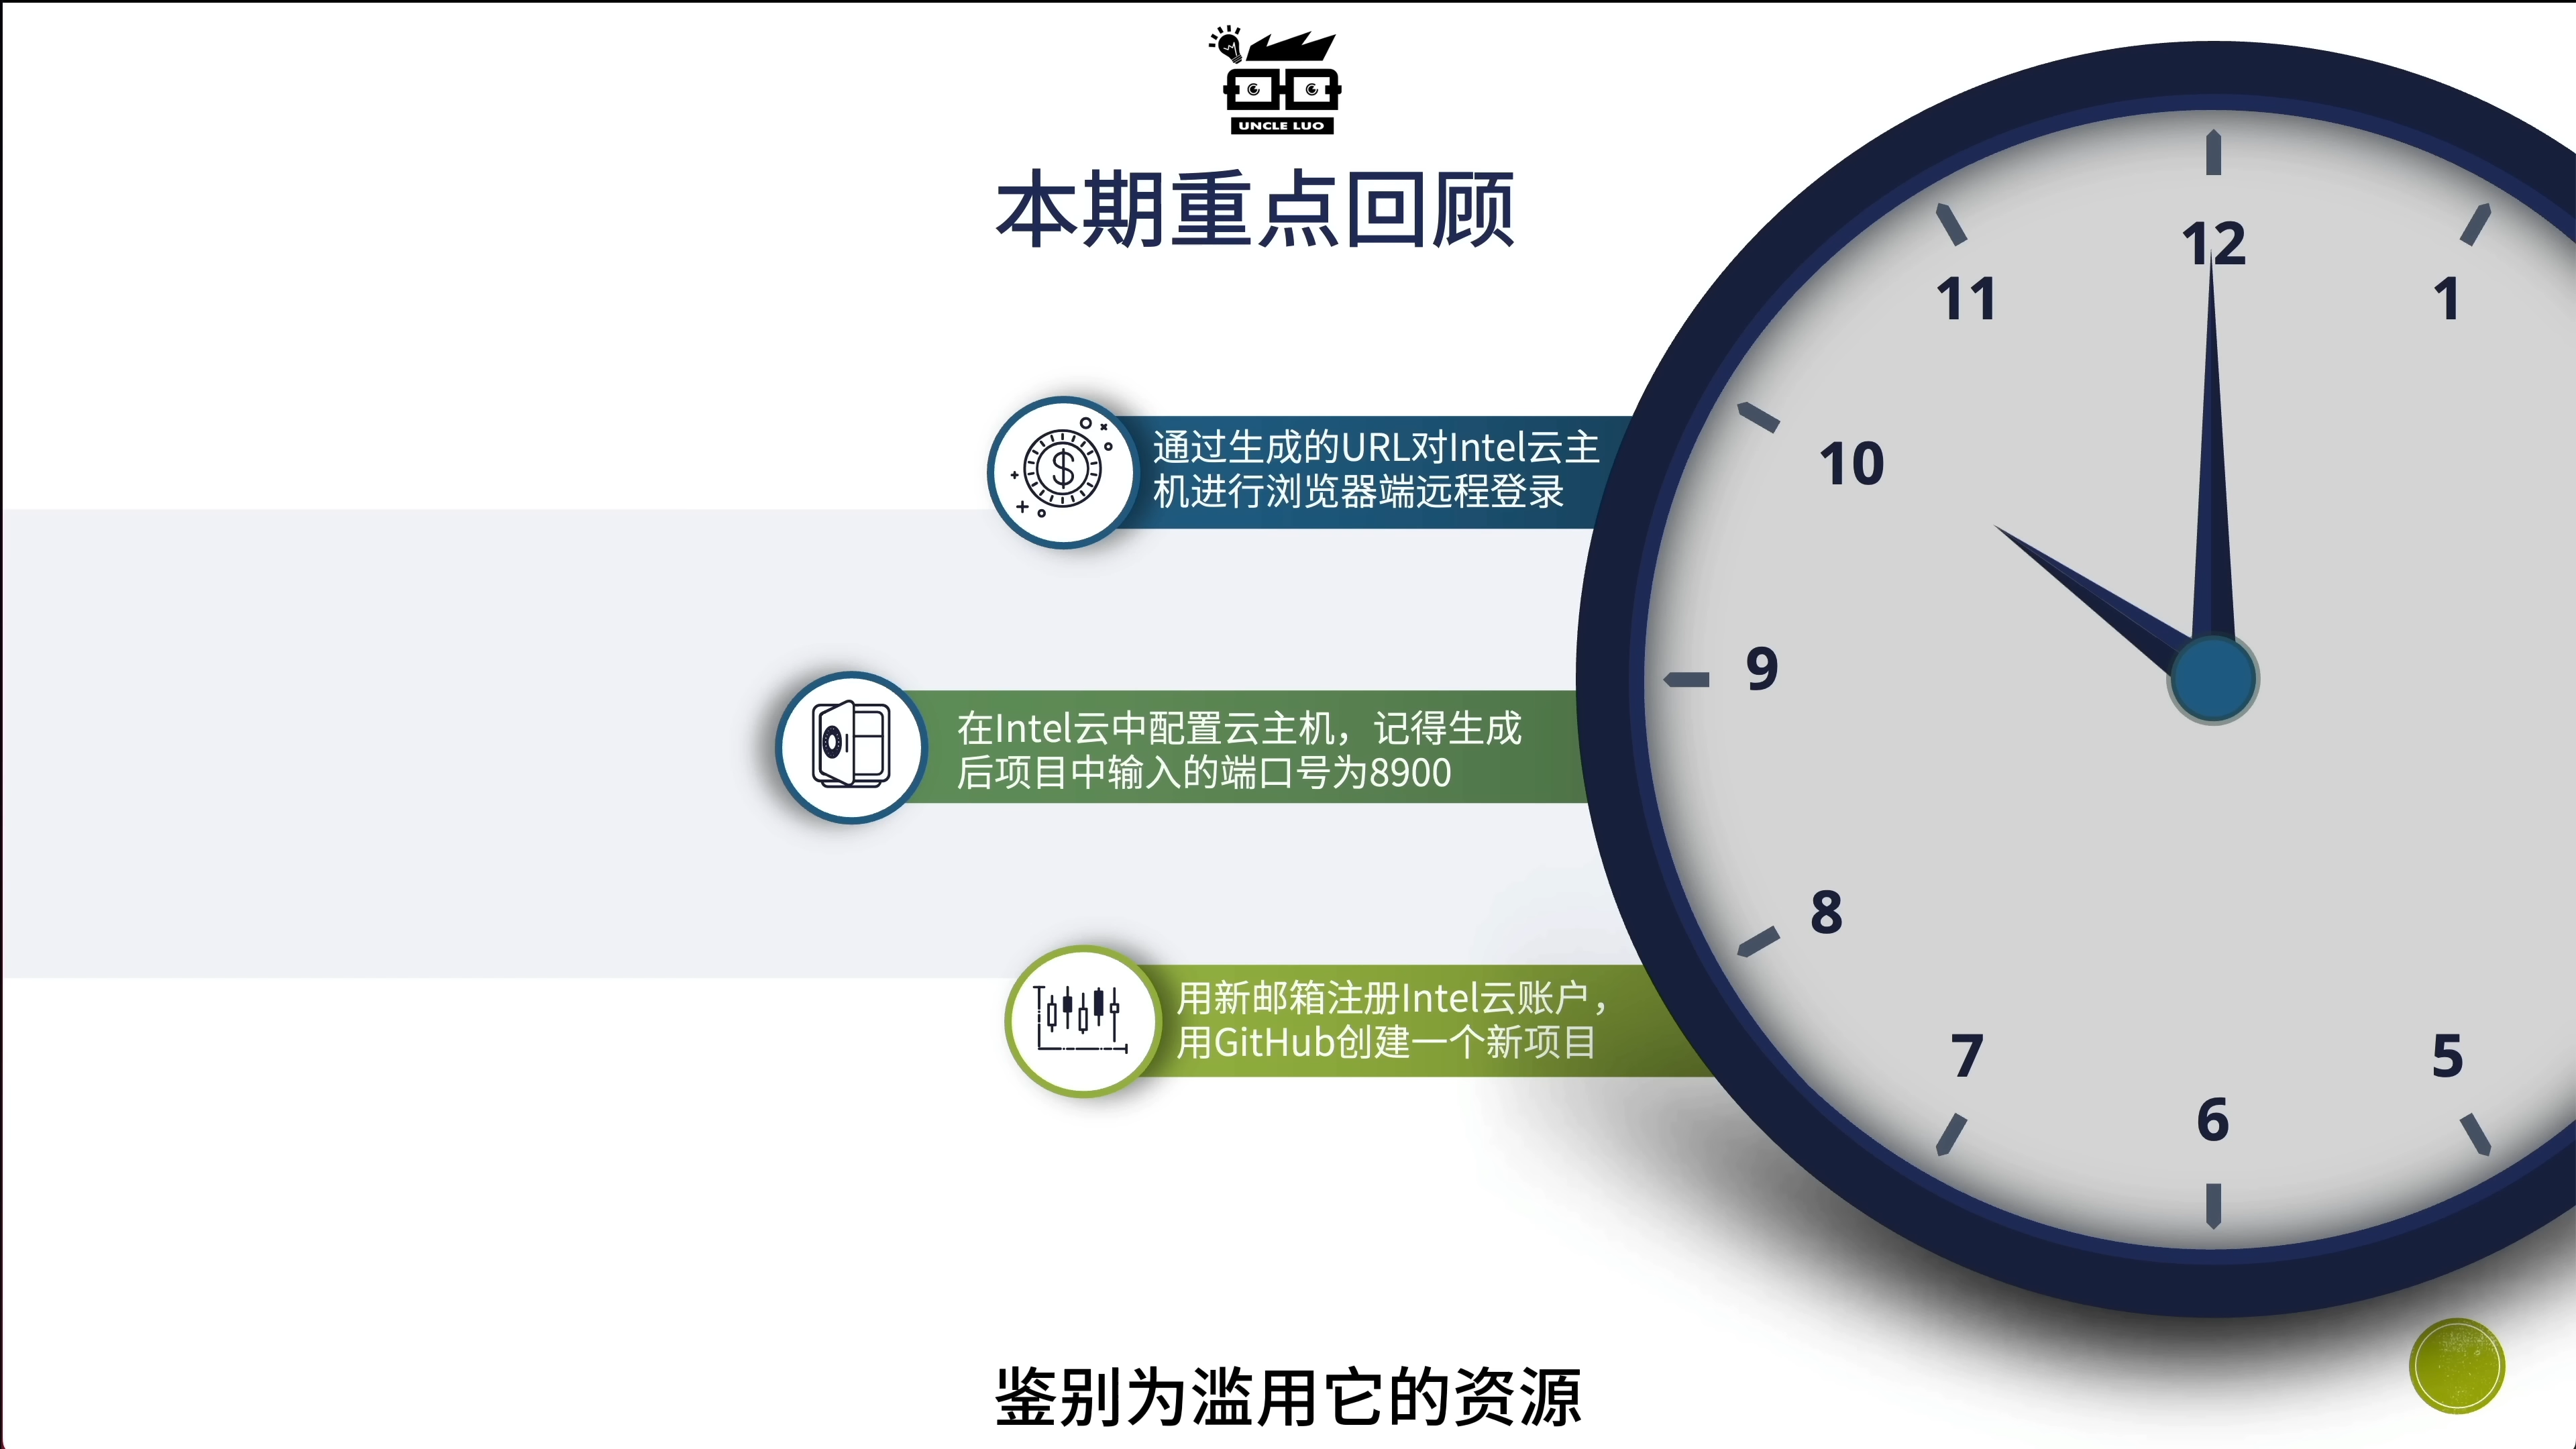 UNCLE LUO
本期重点回顾
通过生成的URL对Intel云主
机进行浏览器端远程登录
在Intel云中配置云主机，记得生成
后项目中输入的端口号为8900
用新邮箱注册Intel云账户，
用GitHub创建一个新项目
12
11
1
10
9
8
7
5
6
鉴别为滥用它的资源